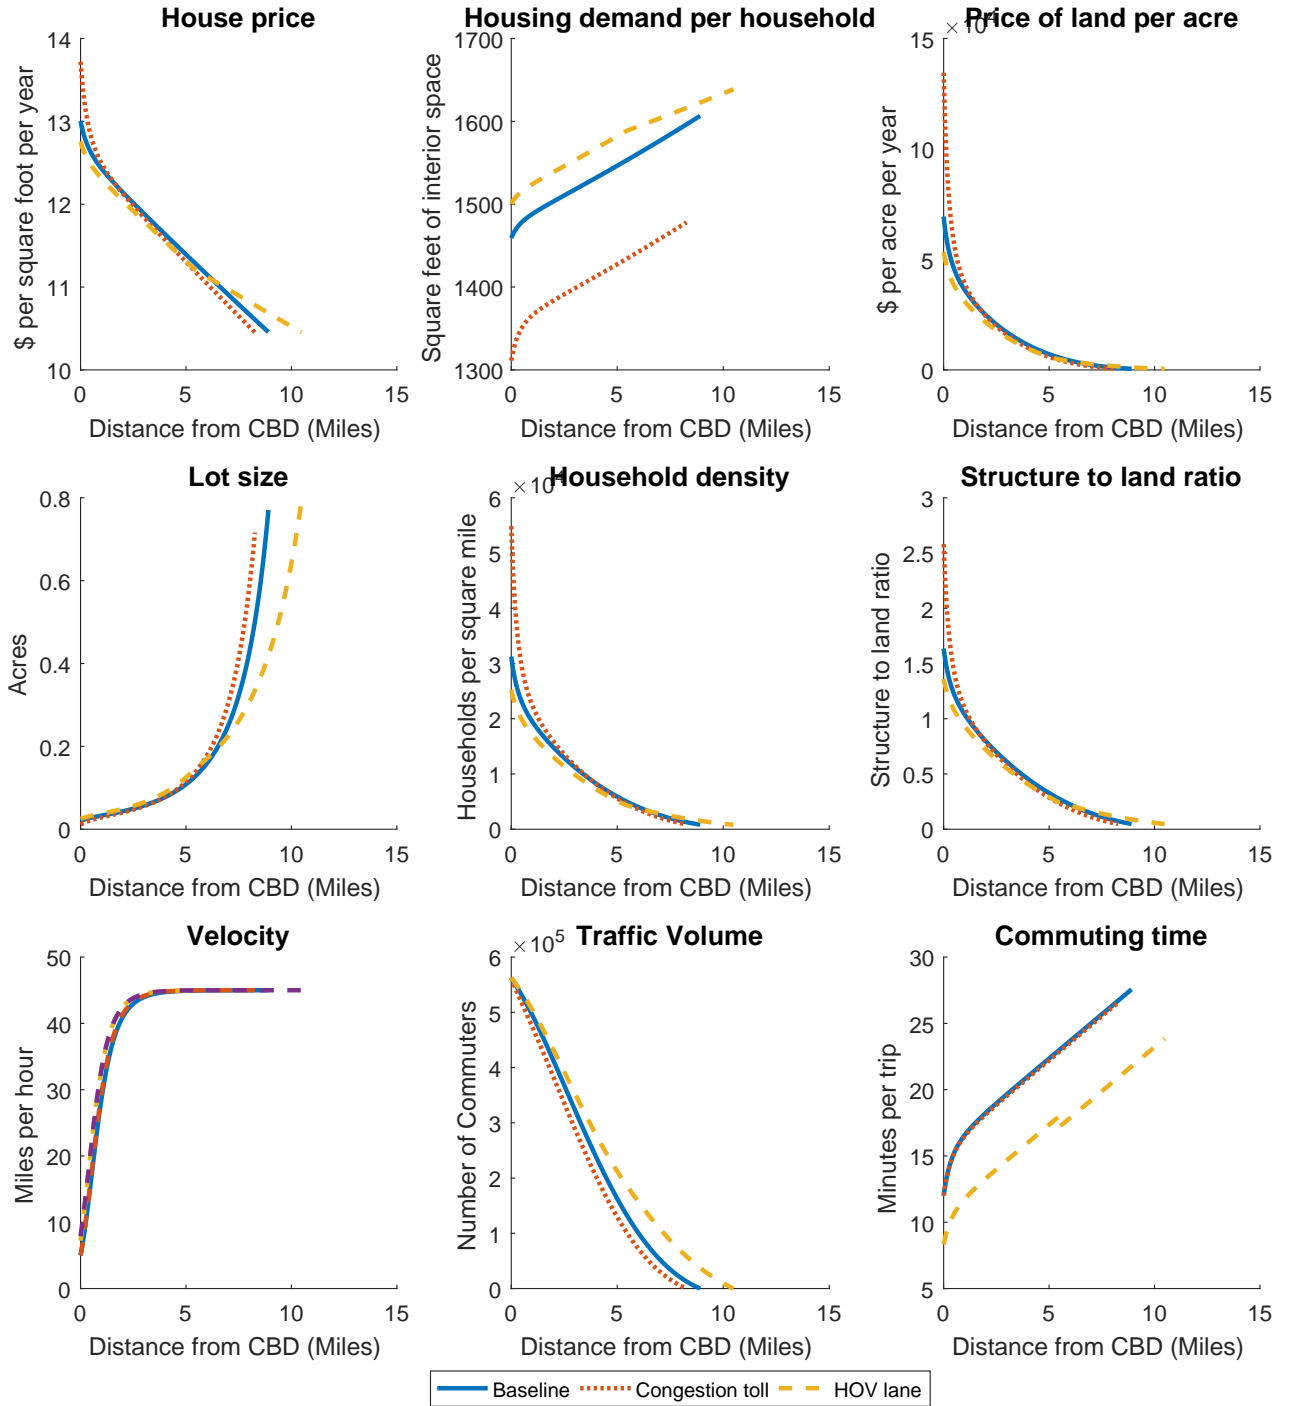 House price
14
13
12
11
10
0 5 10 15
$ per square foot per year
Distance from CBD (Miles)
Housing demand per household
1700
1600
1500
1400
1300
0 5 10 15
Square feet of interior space
Distance from CBD (Miles)
Price of land per acre
×10^4
15
10
5
0
0 5 10 15
$ per acre per year
Distance from CBD (Miles)
Lot size
0.8
0.6
0.4
0.2
0
0 5 10 15
Acres
Distance from CBD (Miles)
Household density
×10^4
6
5
4
3
2
1
0
0 5 10 15
Households per square mile
Distance from CBD (Miles)
Structure to land ratio
3
2.5
2
1.5
1
0.5
0
0 5 10 15
Structure to land ratio
Distance from CBD (Miles)
Velocity
50
40
30
20
10
0
0 5 10 15
Miles per hour
Distance from CBD (Miles)
Traffic Volume
×10^5
6
5
4
3
2
1
0
0 5 10 15
Number of Commuters
Distance from CBD (Miles)
Commuting time
30
25
20
15
10
5
0 5 10 15
Minutes per trip
Distance from CBD (Miles)
Baseline Congestion toll HOV lane